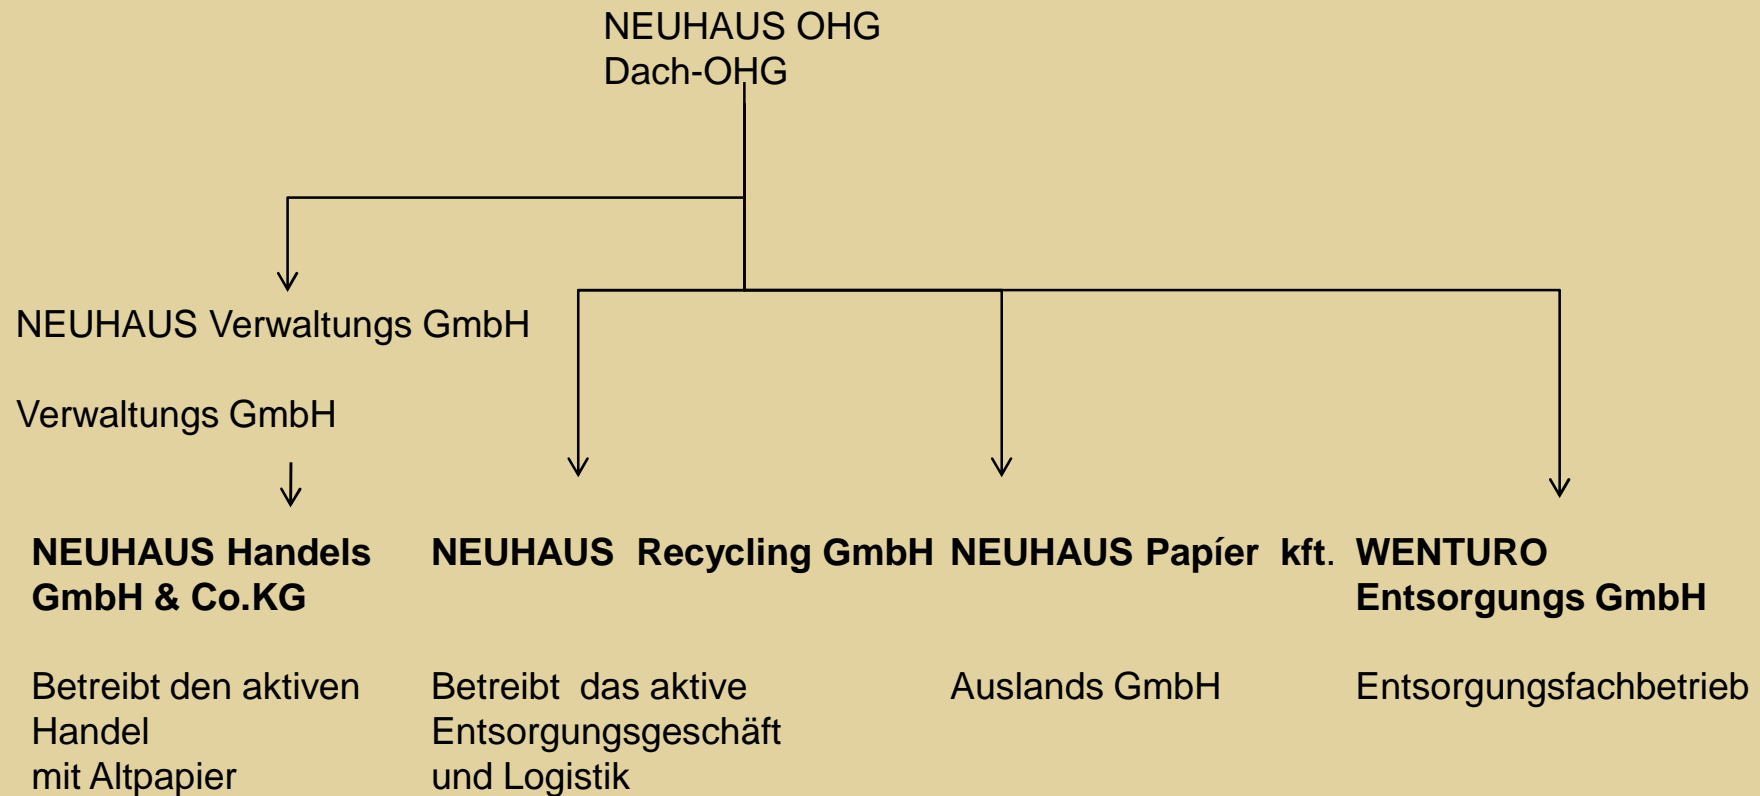 NEUHAUS OHG
Dach-OHG
NEUHAUS Verwaltungs GmbH
Verwaltungs GmbH
NEUHAUS Handels
GmbH & Co.KG
Betreibt den aktiven
Handel
mit Altpapier
NEUHAUS Recycling GmbH
Betreibt das aktive
Entsorgungsgeschäft
und Logistik
NEUHAUS Papíer kft.
Auslands GmbH
WENTURO
Entsorgungs GmbH
Entsorgungsfachbetrieb